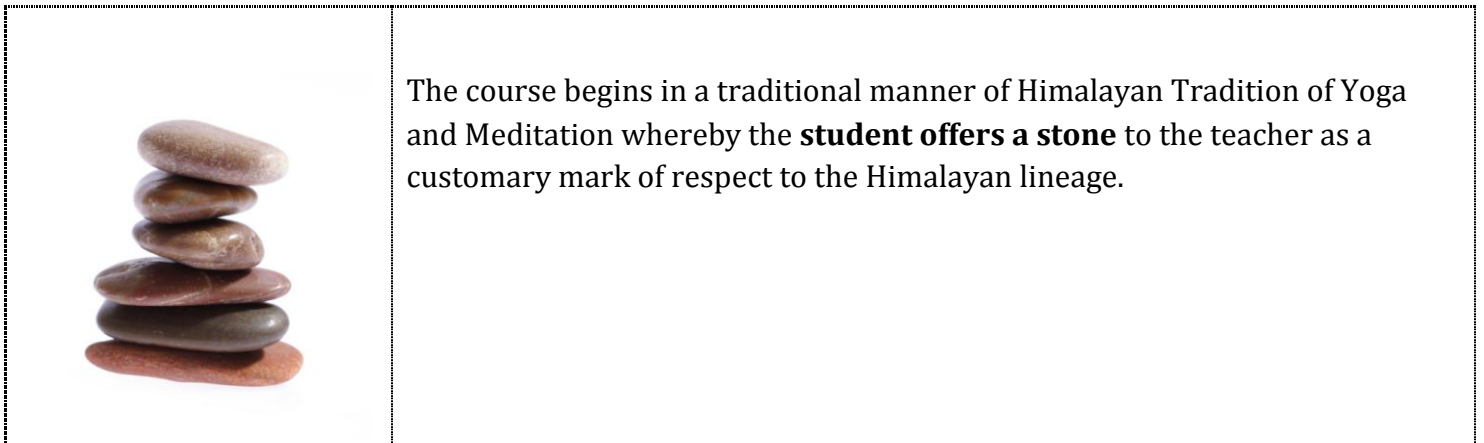 The course begins in a traditional manner of Himalayan Tradition of Yoga
and Meditation whereby the student offers a stone to the teacher as a
customary mark of respect to the Himalayan lineage.